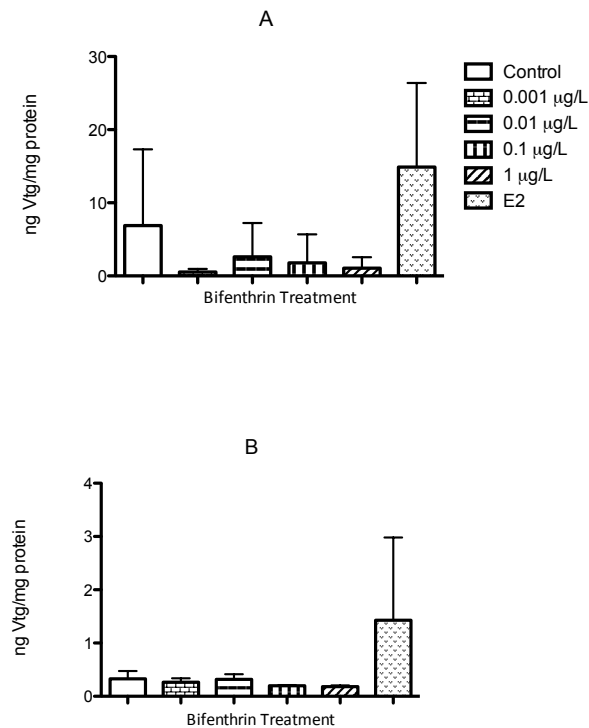 A
30
20
10
0
ng Vtg/mg protein
Bifenthrin Treatment
Control
0.001 µg/L
0.01 µg/L
0.1 µg/L
1 µg/L
E2
B
4
3
2
1
0
ng Vtg/mg protein
Bifenthrin Treatment